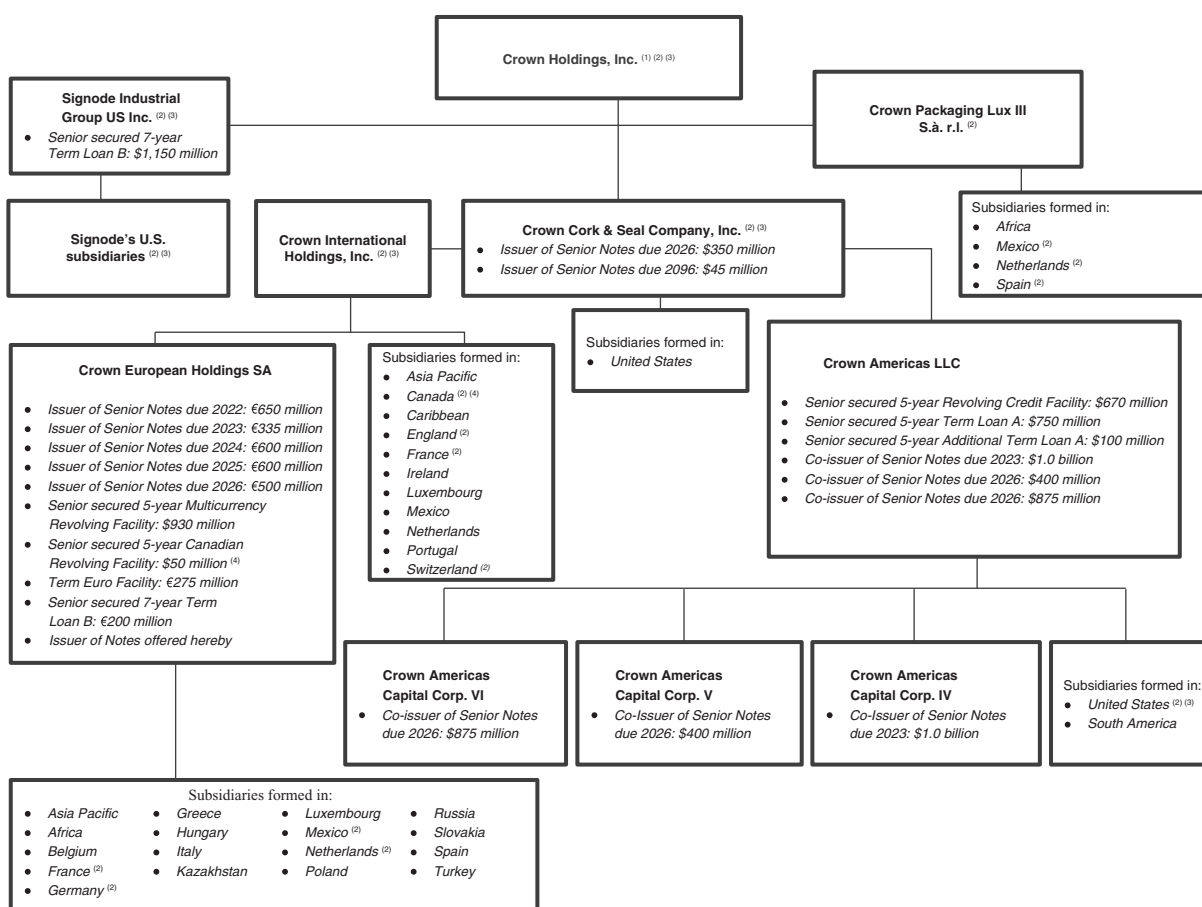 Crown Holdings, Inc. (1) (2) (3)
Signode Industrial
Group US Inc. (2) (3)
● Senior secured 7-year
Term Loan B: $1,150 million
Crown Packaging Lux III
S.à. r.l. (2)
Signode's U.S.
subsidiaries (2) (3)
Crown International
Holdings, Inc. (2) (3)
Crown Cork & Seal Company, Inc. (2) (3)
● Issuer of Senior Notes due 2026: $350 million
● Issuer of Senior Notes due 2096: $45 million
Subsidiaries formed in:
● Africa
● Mexico (2)
● Netherlands (2)
● Spain (2)
Crown European Holdings SA
● Issuer of Senior Notes due 2022: €650 million
● Issuer of Senior Notes due 2023: €335 million
● Issuer of Senior Notes due 2024: €600 million
● Issuer of Senior Notes due 2025: €600 million
● Issuer of Senior Notes due 2026: €500 million
● Senior secured 5-year Multicurrency
Revolving Facility: $930 million
● Senior secured 5-year Canadian
Revolving Facility: $50 million (4)
● Term Euro Facility: €275 million
● Senior secured 7-year Term
Loan B: €200 million
● Issuer of Notes offered hereby
Subsidiaries formed in:
● Asia Pacific
● Canada (2) (4)
● Caribbean
● England (2)
● France (2)
● Ireland
● Luxembourg
● Mexico
● Netherlands
● Portugal
● Switzerland (2)
Subsidiaries formed in:
● United States
Crown Americas LLC
● Senior secured 5-year Revolving Credit Facility: $670 million
● Senior secured 5-year Term Loan A: $750 million
● Senior secured 5-year Additional Term Loan A: $100 million
● Co-issuer of Senior Notes due 2023: $1.0 billion
● Co-issuer of Senior Notes due 2026: $400 million
● Co-issuer of Senior Notes due 2026: $875 million
Crown Americas
Capital Corp. VI
● Co-issuer of Senior Notes
due 2026: $875 million
Crown Americas
Capital Corp. V
● Co-Issuer of Senior Notes
due 2026: $400 million
Crown Americas
Capital Corp. IV
● Co-Issuer of Senior Notes
due 2023: $1.0 billion
Subsidiaries formed in:
● United States (2) (3)
● South America
Subsidiaries formed in:
● Asia Pacific
● Africa
● Belgium
● France (2)
● Germany (2)
● Greece
● Hungary
● Italy
● Kazakhstan
● Luxembourg
● Mexico (2)
● Netherlands (2)
● Poland
● Russia
● Slovakia
● Spain
● Turkey